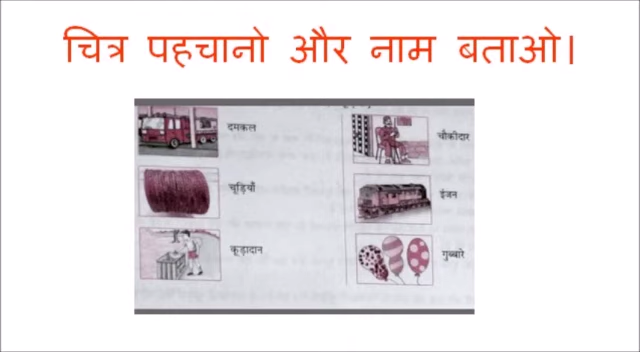 चित्र पहचानो और नाम बताओ।
दमकल
चूड़ियाँ
कूड़ादान
चौकीदार
इंजन
गुब्बारे